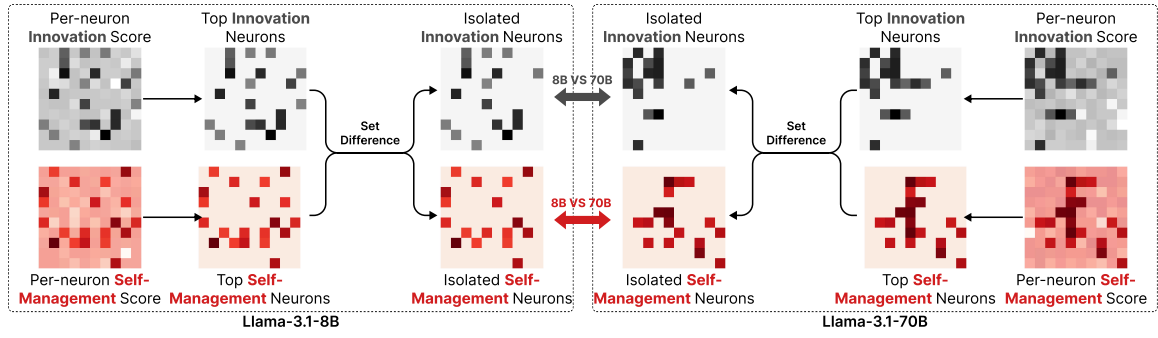 Per-neuron
Innovation Score
Top Innovation
Neurons
Isolated
Innovation Neurons
Isolated
Innovation Neurons
Top Innovation
Neurons
Per-neuron
Innovation Score
8B VS 70B
Set
Difference
Set
Difference
8B VS 70B
Per-neuron Self-
Management Score
Top Self-
Management Neurons
Isolated Self-
Management Neurons
Isolated Self-
Management Neurons
Top Self-
Management Neurons
Per-neuron Self-
Management Score
Llama-3.1-8B
Llama-3.1-70B